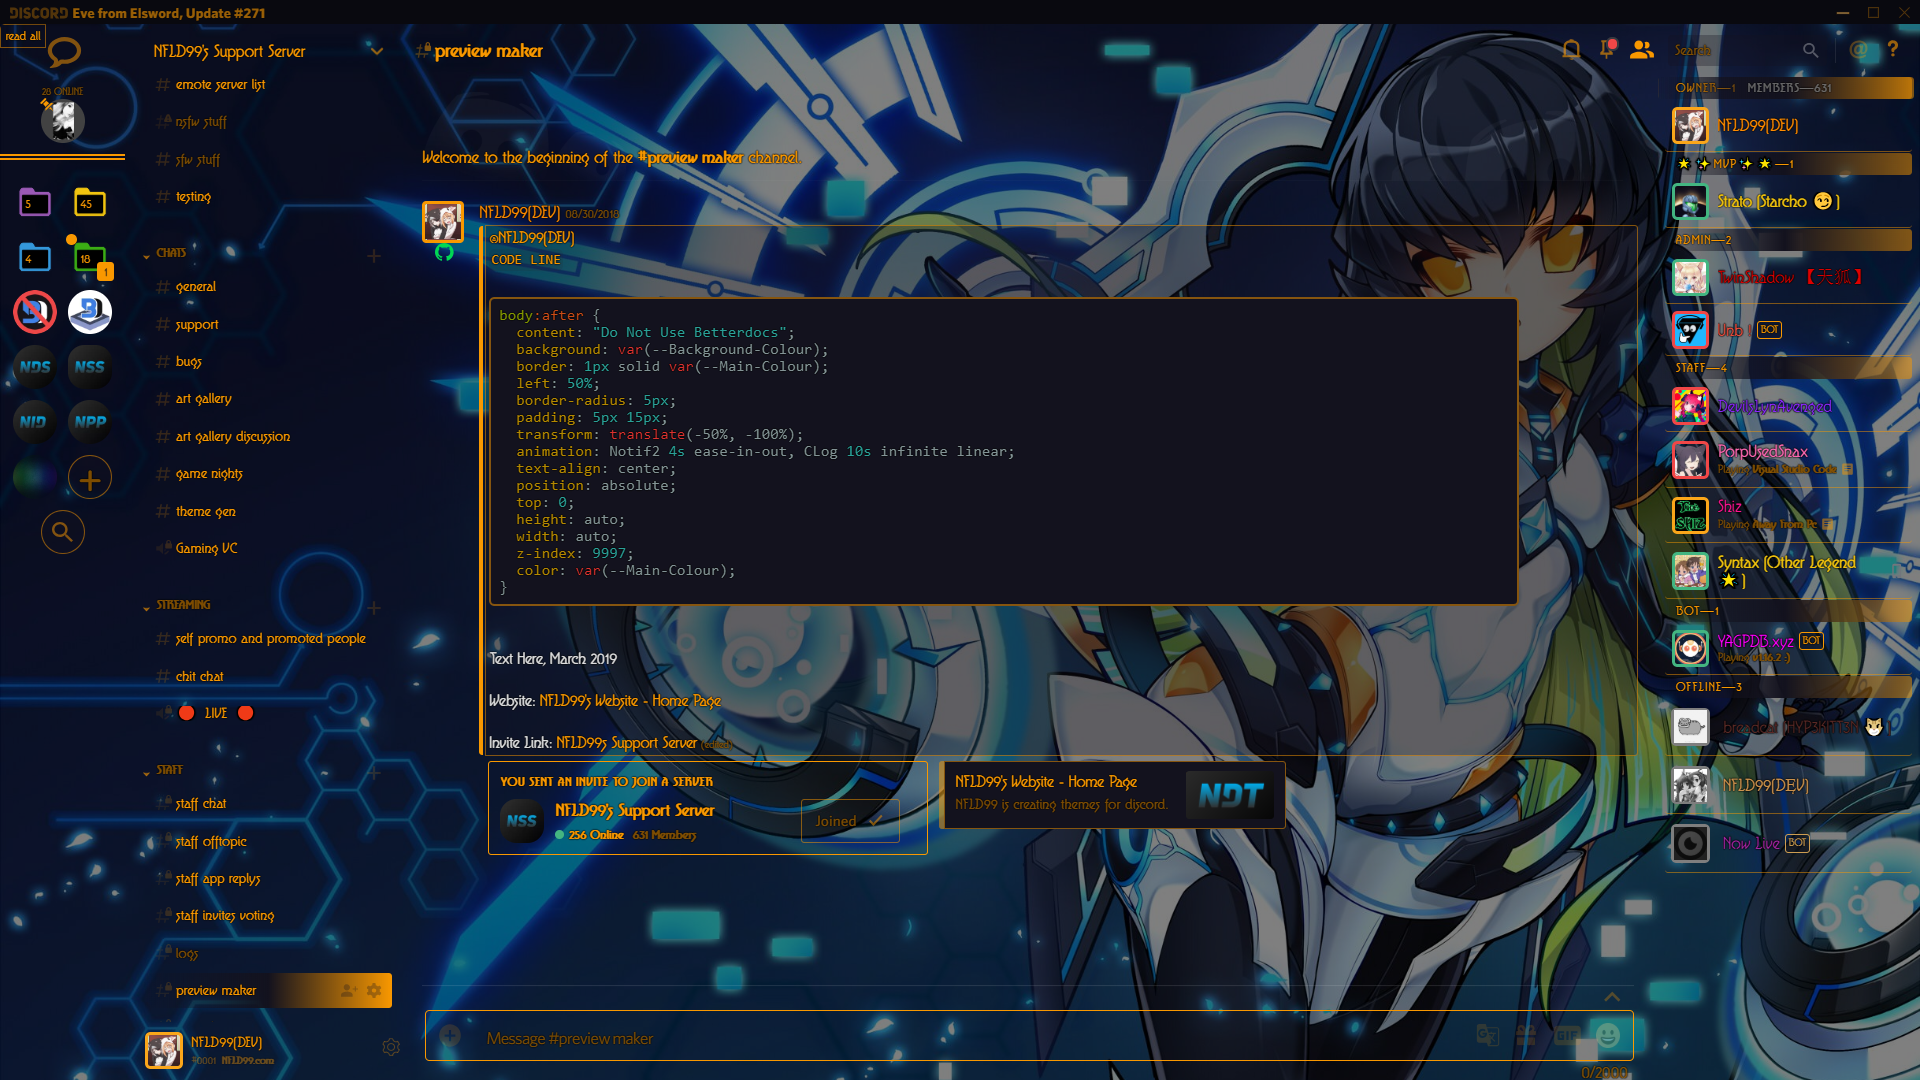 DISCORD Eve from Elsword, Update #271
read all
28 ONLINE
5
45
4
18
1
NDS
NSS
NID
NPP
NFLD99's Support Server
emote server list
nsfw stuff
sfw stuff
testing
CHATS
general
support
bugs
art gallery
art gallery discussion
game nights
theme gen
Gaming VC
STREAMING
self promo and promoted people
chit chat
🔴 LIVE 🔴
STAFF
staff chat
staff offtopic
staff app replys
staff invites voting
logs
preview maker
NFLD99(DEV)
#0001 NFLD99.com
preview maker
Search
Welcome to the beginning of the #preview maker channel.
NFLD99(DEV) 08/30/2018
@NFLD99(DEV)
CODE LINE
body:after {
content: "Do Not Use Betterdocs";
background: var(--Background-Colour);
border: 1px solid var(--Main-Colour);
left: 50%;
border-radius: 5px;
padding: 5px 15px;
transform: translate(-50%, -100%);
animation: Notif2 4s ease-in-out, CLog 10s infinite linear;
text-align: center;
position: absolute;
top: 0;
height: auto;
width: auto;
z-index: 9997;
color: var(--Main-Colour);
}
Text Here, March 2019
Website: NFLD99's Website - Home Page
Invite Link: NFLD99s Support Server (edited)
YOU SENT AN INVITE TO JOIN A SERVER
NSS
NFLD99's Support Server
256 Online 631 Members
Joined
NFLD99's Website - Home Page
NFLD99 is creating themes for discord.
NDT
Message #preview maker
GIF
0/2000
OWNER—1 MEMBERS—631
NFLD99(DEV)
MVP —1
Strato (Starcho 😏 )
ADMIN—2
TwinShadow 【天狐】
Unb ! BOT
STAFF—4
DevilsLynAvenged
PorpUsedSnax
Playing Visual Studio Code
Shiz
Playing Away from Pc
Syntax (Other Legend
)
BOT—1
YAGPDB.xyz BOT
Playing v1.16.2 :)
OFFLINE—3
NFLD99(DEV)
Now Live BOT